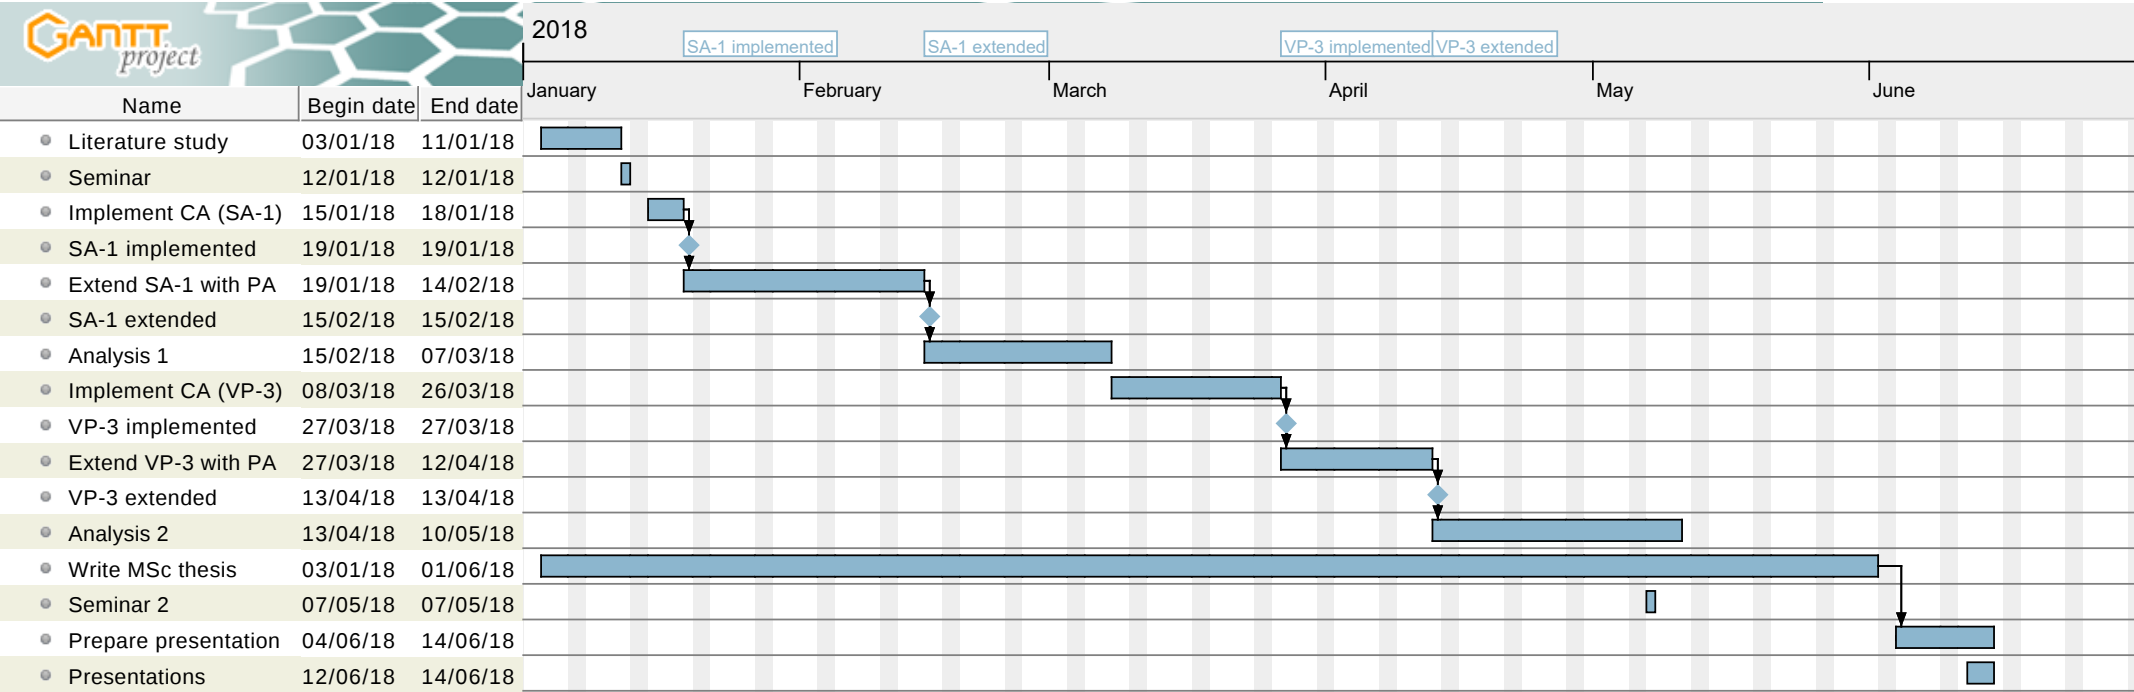 GANTT
project
2018
SA-1 implemented SA-1 extended VP-3 implemented VP-3 extended
January February March April May June
Name Begin date End date
Literature study 03/01/18 11/01/18
Seminar 12/01/18 12/01/18
Implement CA (SA-1) 15/01/18 18/01/18
SA-1 implemented 19/01/18 19/01/18
Extend SA-1 with PA 19/01/18 14/02/18
SA-1 extended 15/02/18 15/02/18
Analysis 1 15/02/18 07/03/18
Implement CA (VP-3) 08/03/18 26/03/18
VP-3 implemented 27/03/18 27/03/18
Extend VP-3 with PA 27/03/18 12/04/18
VP-3 extended 13/04/18 13/04/18
Analysis 2 13/04/18 10/05/18
Write MSc thesis 03/01/18 01/06/18
Seminar 2 07/05/18 07/05/18
Prepare presentation 04/06/18 14/06/18
Presentations 12/06/18 14/06/18